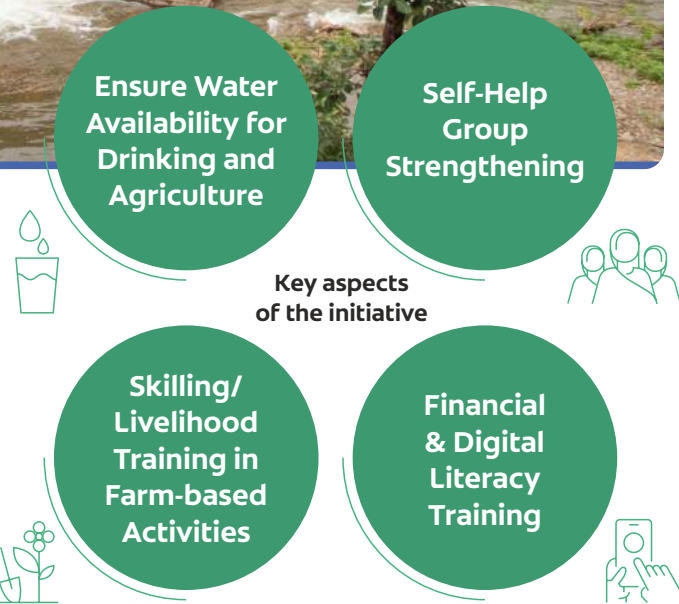 Ensure Water
Availability for
Drinking and
Agriculture
Self-Help
Group
Strengthening
Key aspects
of the initiative
Skilling/
Livelihood
Training in
Farm-based
Activities
Financial
& Digital
Literacy
Training